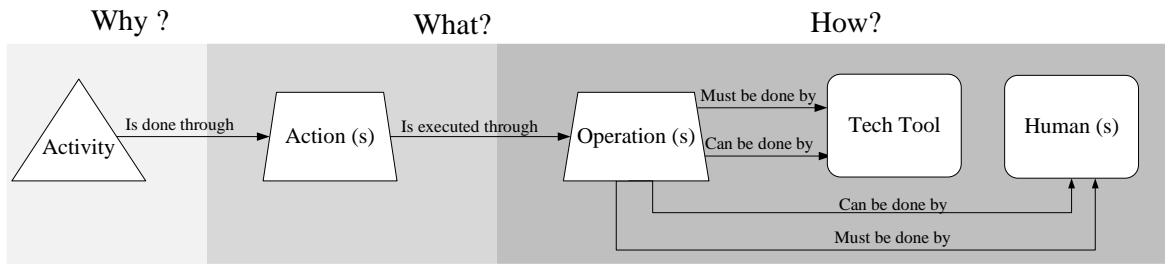 Why ?
What?
How?
Must be done by
Is done through
Is executed through
Activity
Action (s)
Operation (s)
Tech Tool
Human (s)
Can be done by
Can be done by
Must be done by